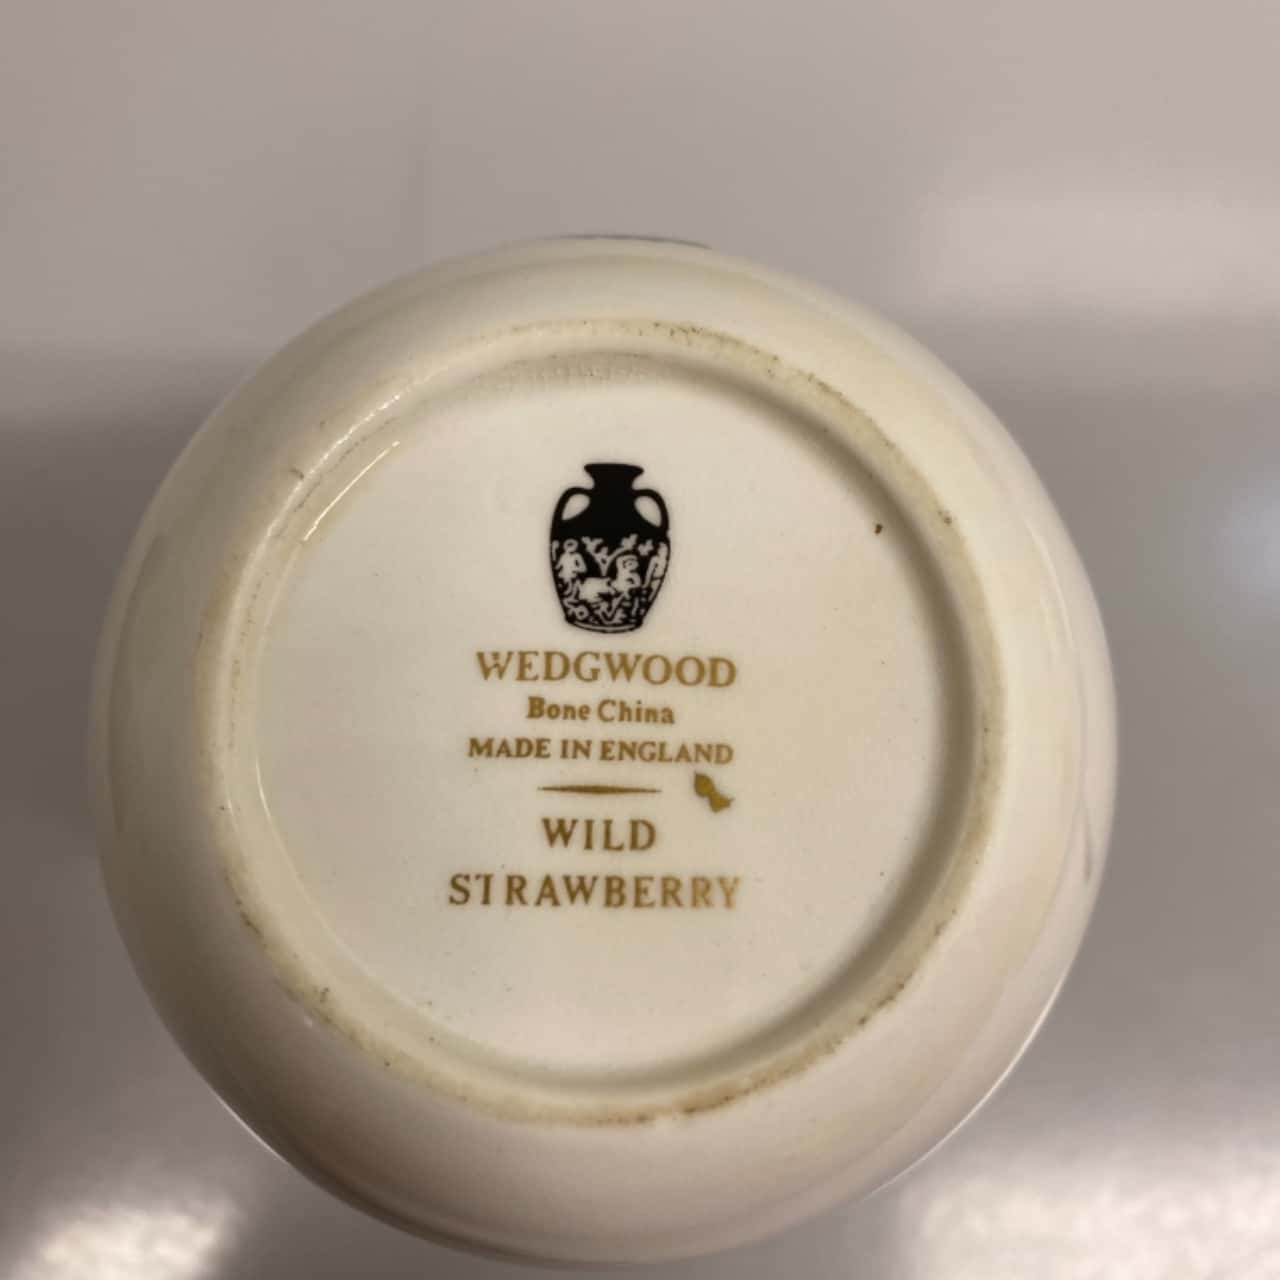 WEDGWOOD
Bone China
MADE IN ENGLAND
WILD
STRAWBERRY